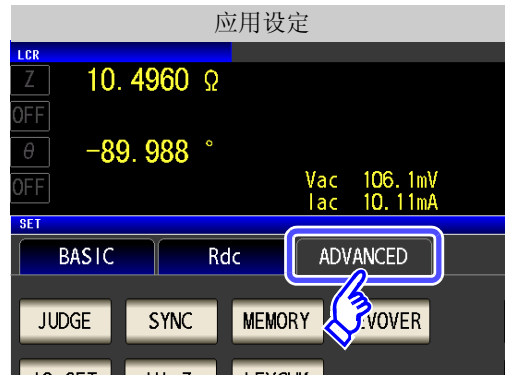 应用设定
LCR
Z 10.4960 Ω
OFF
θ -89.988 °
OFF
Vac 106.1mV
Iac 10.11mA
SET
BASIC Rdc ADVANCED
JUDGE SYNC MEMORY